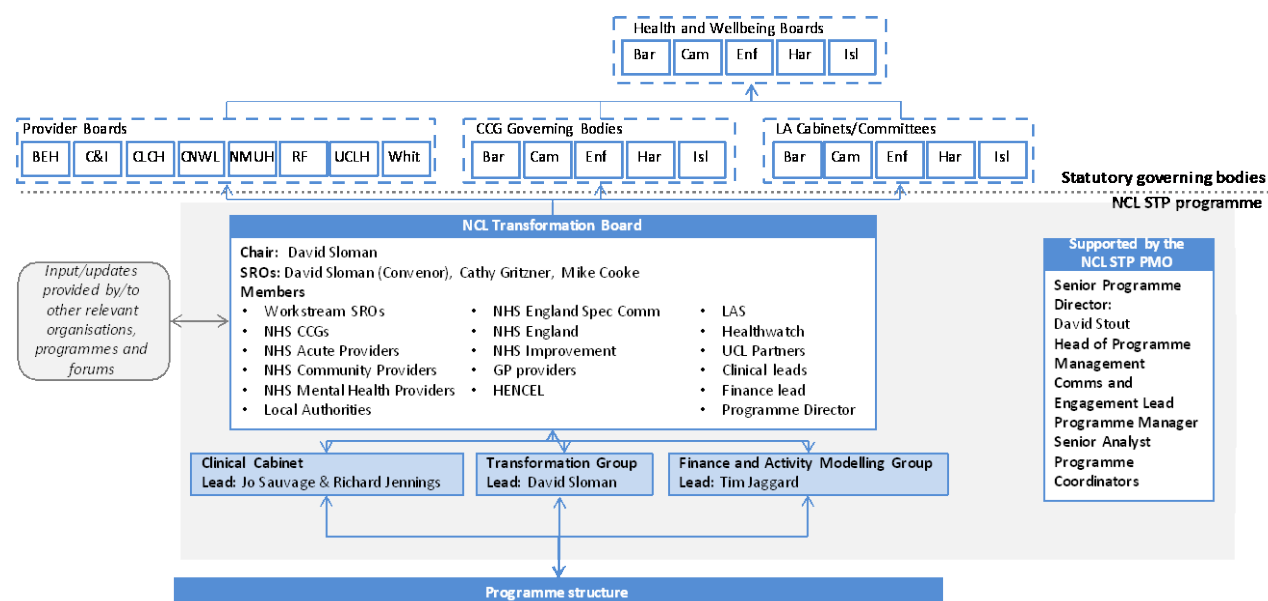 Health and Wellbeing Boards
Bar Cam Enf Har Isl
Provider Boards
BEH C&I CLCH CNWL NMUH RF UCLH Whit
CCG Governing Bodies
Bar Cam Enf Har Isl
LA Cabinets/Committees
Bar Cam Enf Har Isl
Statutory governing bodies
NCL STP programme
Input/updates
provided by/to
other relevant
organisations,
programmes and
forums
NCL Transformation Board
Chair: David Sloman
SROs: David Sloman (Convenor), Cathy Gritzner, Mike Cooke
Members
• Workstream SROs
• NHS CCGs
• NHS Acute Providers
• NHS Community Providers
• NHS Mental Health Providers
• Local Authorities
• NHS England Spec Comm
• NHS England
• NHS Improvement
• GP providers
• HENCEL
• LAS
• Healthwatch
• UCL Partners
• Clinical leads
• Finance lead
• Programme Director
Supported by the
NCL STP PMO
Senior Programme
Director:
David Stout
Head of Programme
Management
Comms and
Engagement Lead
Programme Manager
Senior Analyst
Programme
Coordinators
Clinical Cabinet
Lead: Jo Sauvage & Richard Jennings
Transformation Group
Lead: David Sloman
Finance and Activity Modelling Group
Lead: Tim Jaggard
Programme structure